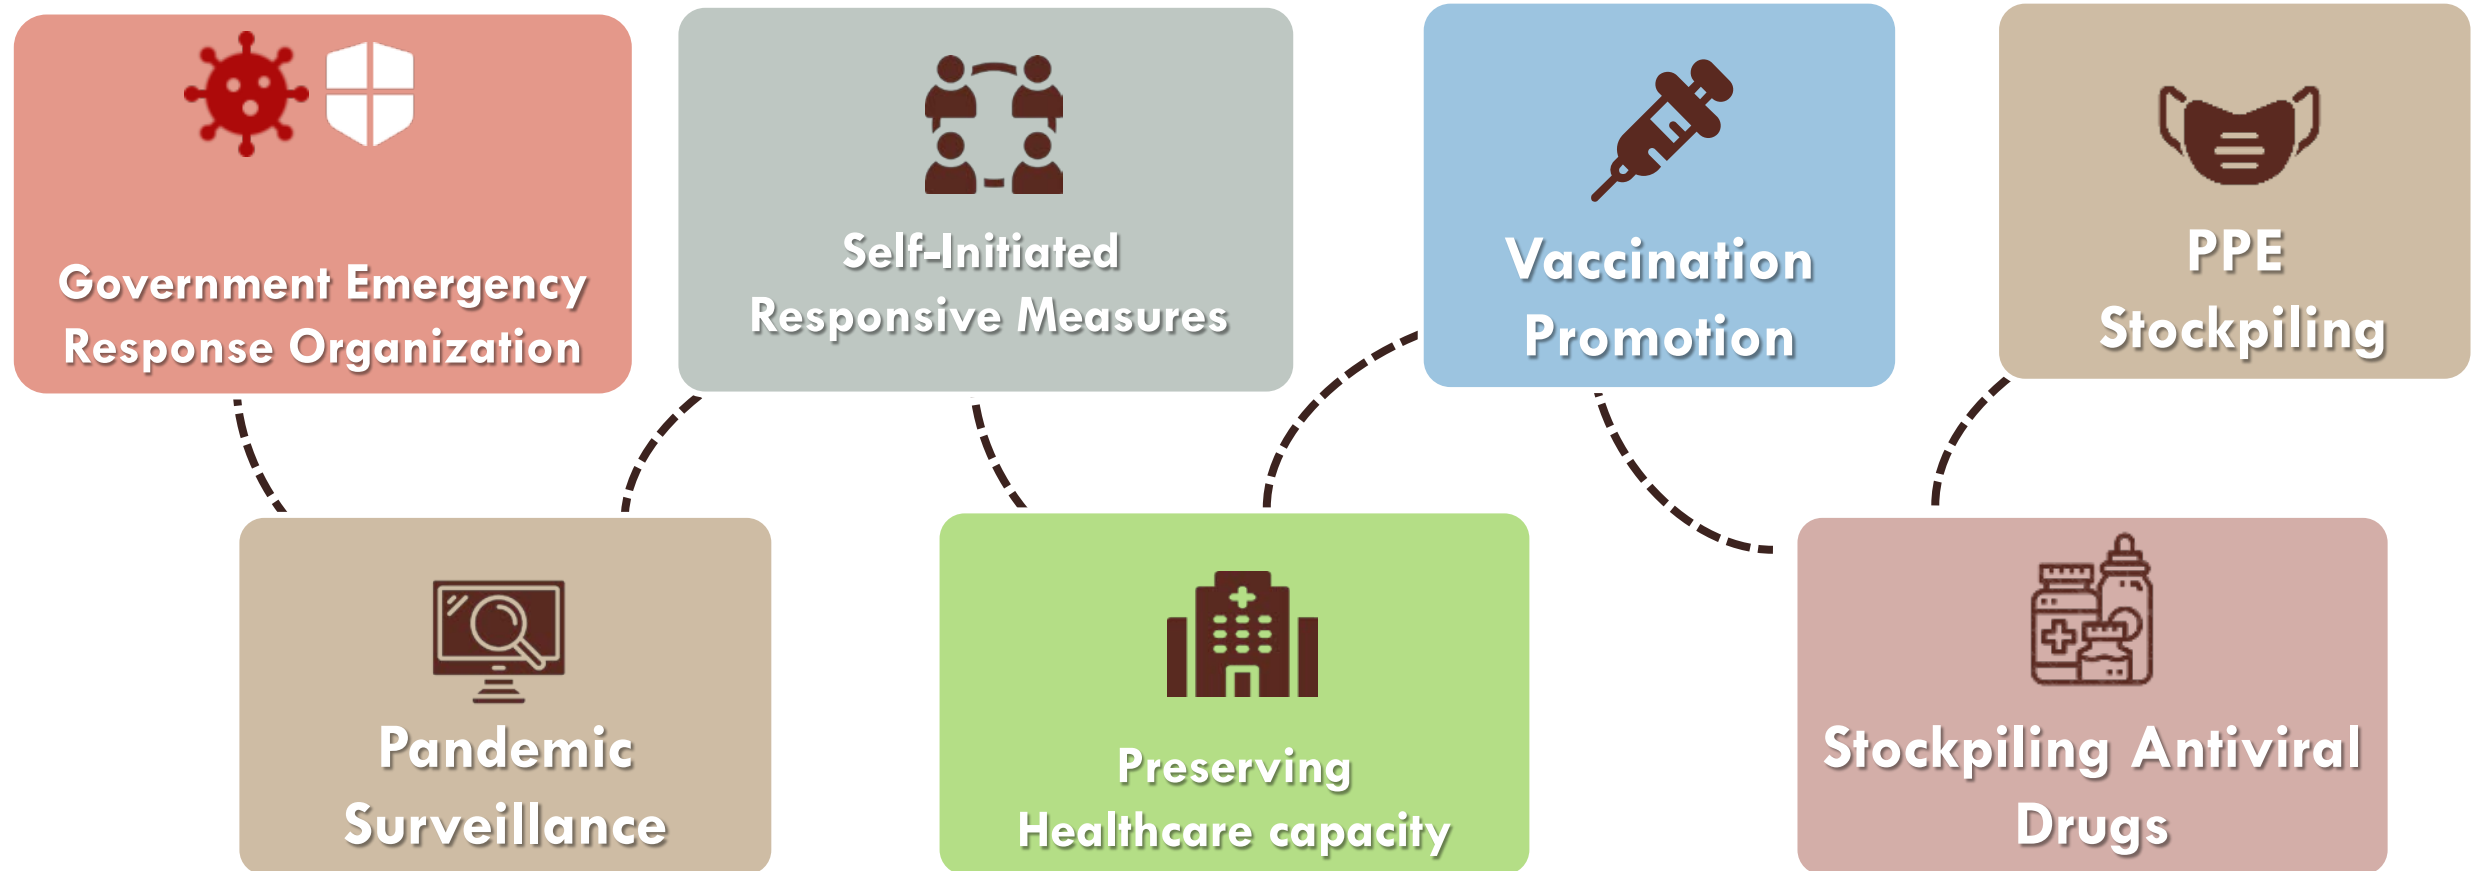 Government Emergency
Response Organization
Self-Initiated
Responsive Measures
Vaccination
Promotion
PPE
Stockpiling
Pandemic
Surveillance
Preserving
Healthcare capacity
Stockpiling Antiviral
Drugs